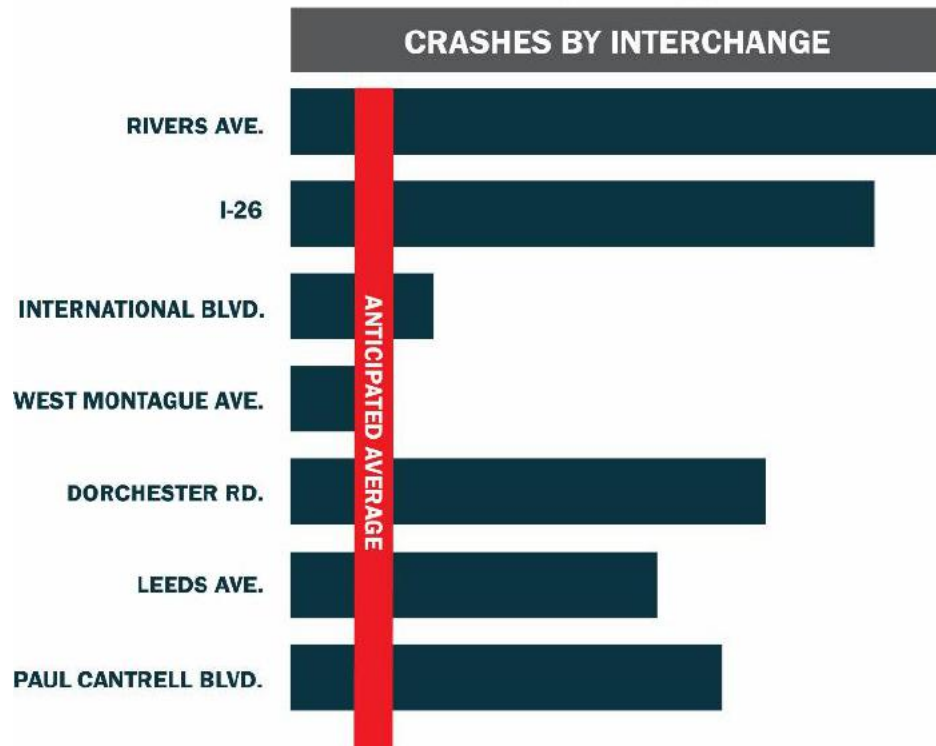 CRASHES BY INTERCHANGE
RIVERS AVE.
I-26
INTERNATIONAL BLVD.
WEST MONTAGUE AVE.
DORCHESTER RD.
LEEDS AVE.
PAUL CANTRELL BLVD.
ANTICIPATED AVERAGE